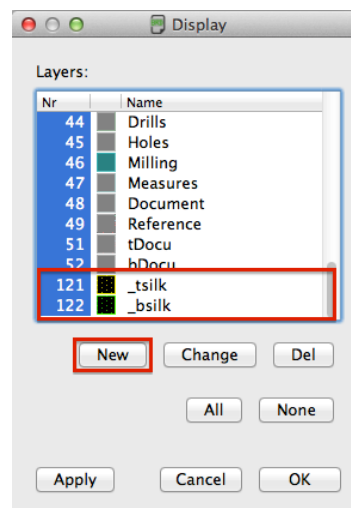 Display
Layers:
Nr Name
44 Drills
45 Holes
46 Milling
47 Measures
48 Document
49 Reference
51 tDocu
52 bDocu
121 _tsilk
122 _bsilk
New Change Del
All None
Apply Cancel OK